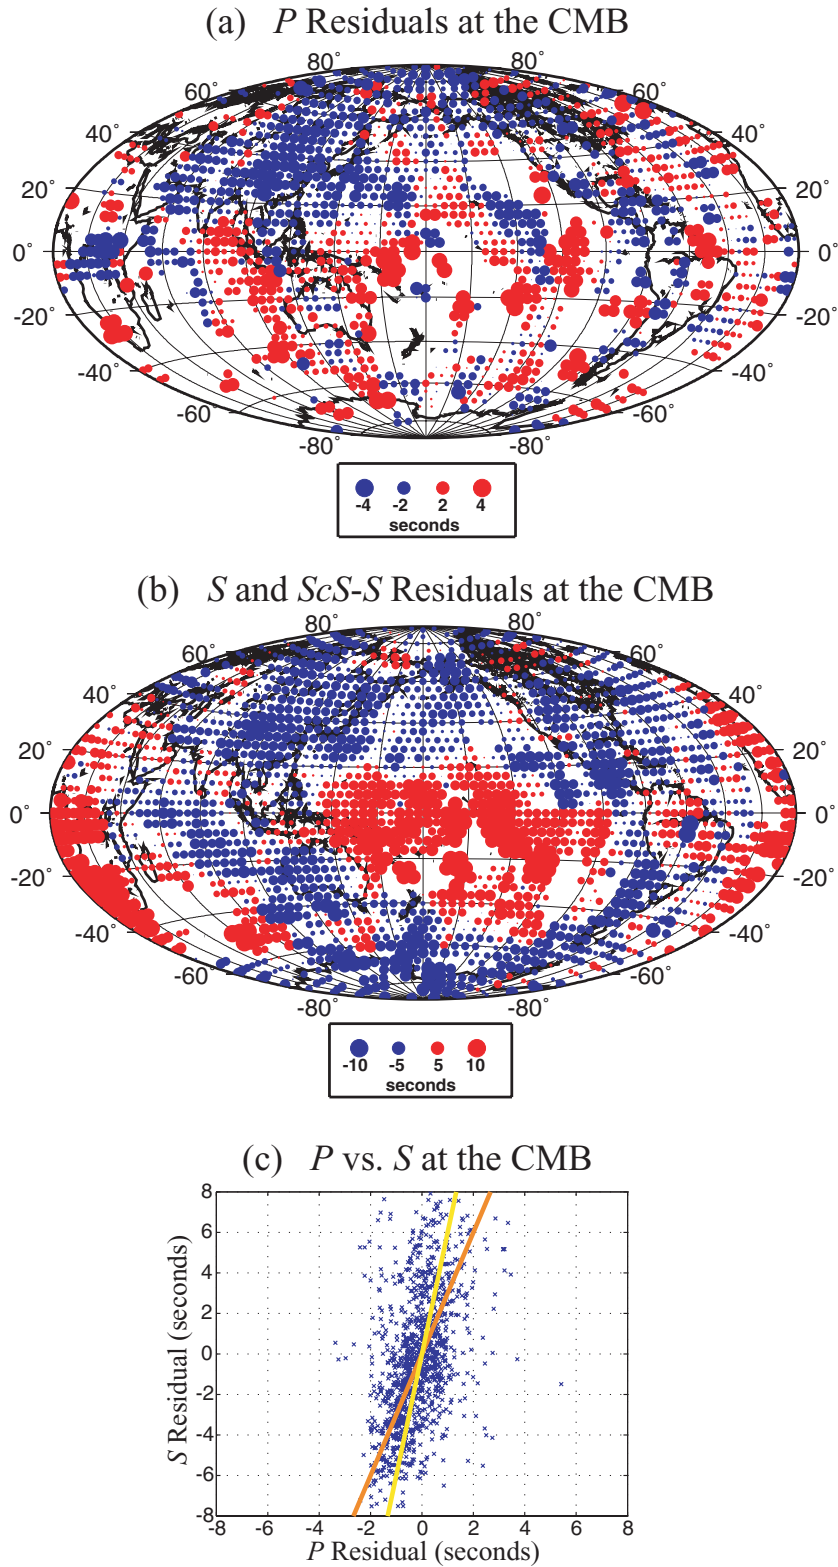 (a) P Residuals at the CMB
80˚ 80˚
60˚ 60˚
40˚ 40˚
20˚ 20˚
0˚ 0˚
-20˚ -20˚
-40˚ -40˚
-60˚ -60˚
-80˚ -80˚
-4 -2 2 4
seconds
(b) S and ScS-S Residuals at the CMB
80˚ 80˚
60˚ 60˚
40˚ 40˚
20˚ 20˚
0˚ 0˚
-20˚ -20˚
-40˚ -40˚
-60˚ -60˚
-80˚ -80˚
-10 -5 5 10
seconds
(c) P vs. S at the CMB
8
6
4
2
0
-2
-4
-6
-8
S Residual (seconds)
-8 -6 -4 -2 0 2 4 6 8
P Residual (seconds)